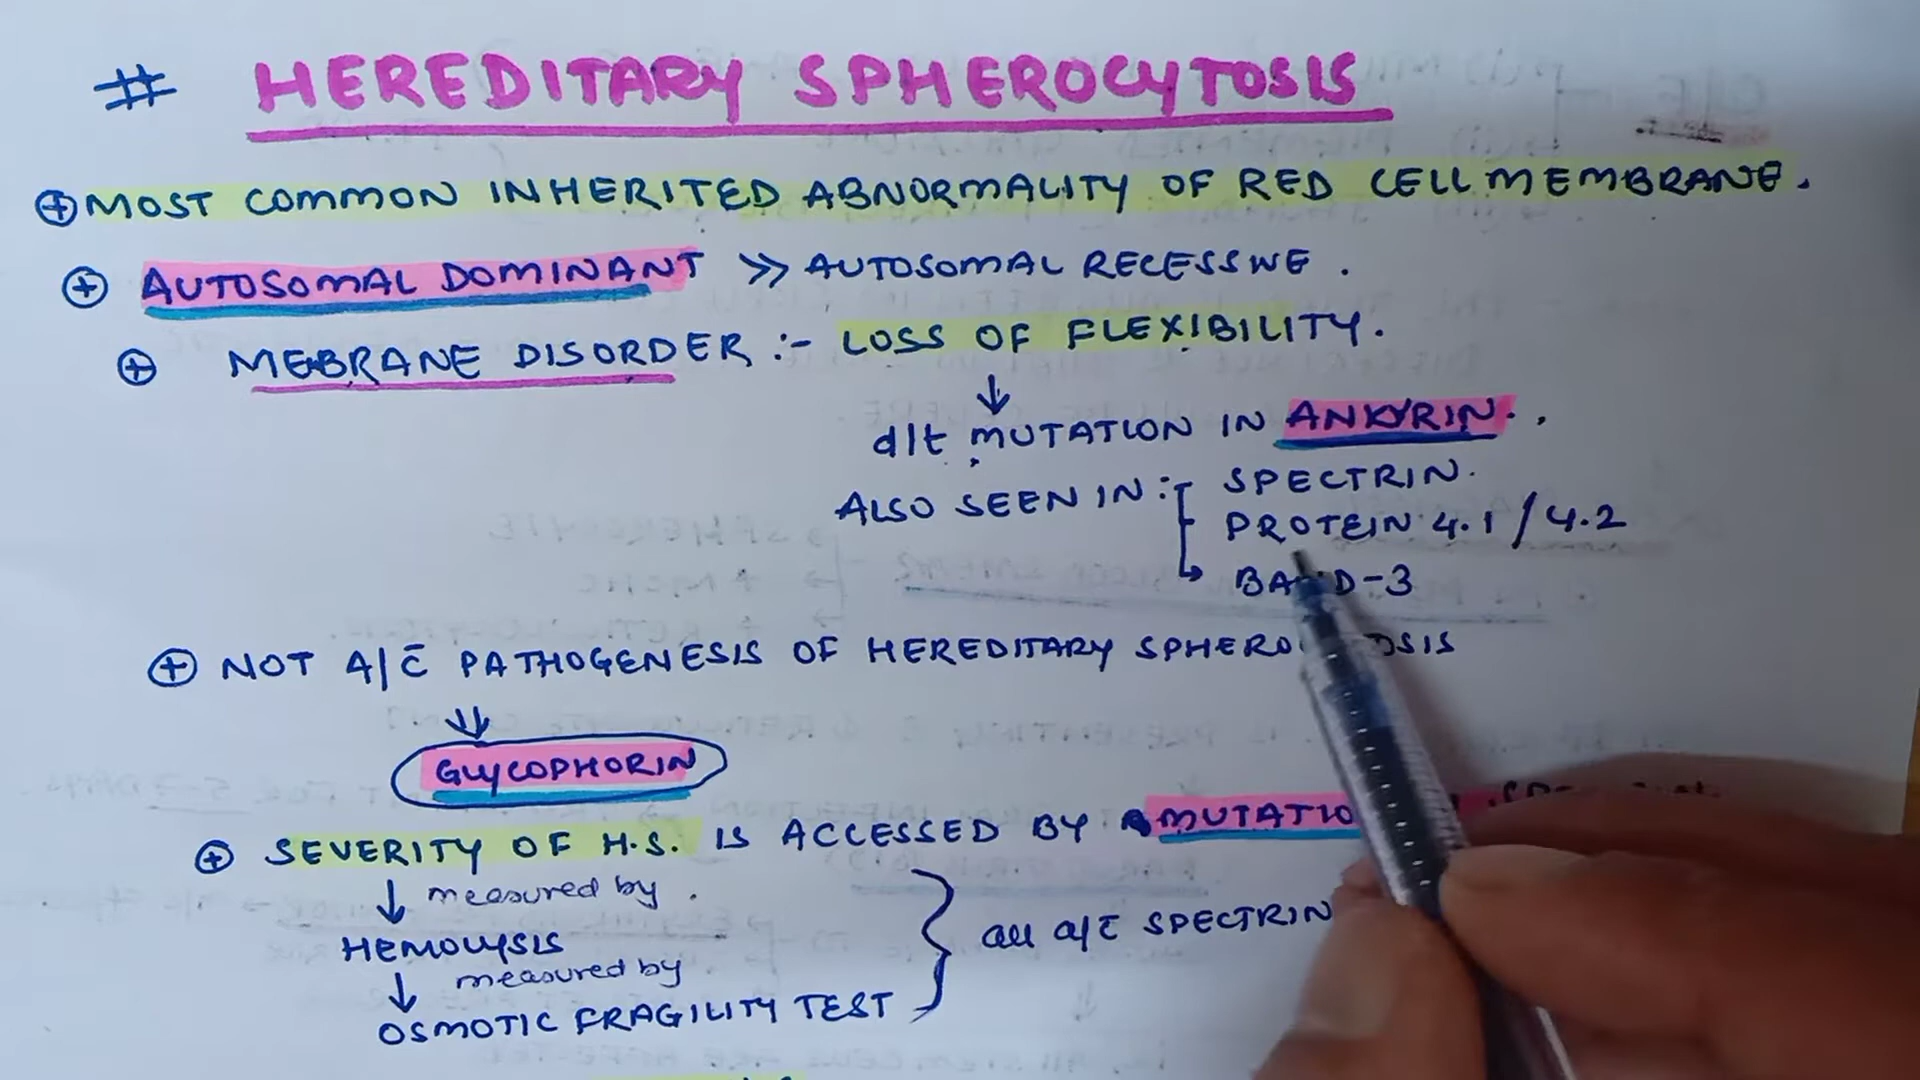 # HEREDITARY SPHEROCYTOSIS
⊕ MOST COMMON INHERITED ABNORMALITY OF RED CELL MEMBRANE.
⊕ AUTOSOMAL DOMINANT >> AUTOSOMAL RECESSIVE.
⊕ MEBRANE DISORDER :- LOSS OF FLEXIBILITY.
↓
d/t MUTATION IN ANKYRIN.
ALSO SEEN IN :- SPECTRIN.
PROTEIN 4.1 / 4.2
BAND-3
⊕ NOT A/C̄ PATHOGENESIS OF HEREDITARY
↓↓
GLYCOPHORIN
⊕ SEVERITY OF H.S. IS ACCESSED BY
↓ measured by.
HEMOLYSIS
↓ measured by
OSMOTIC FRAGILITY TEST
} all a/c̄ SPECTRIN